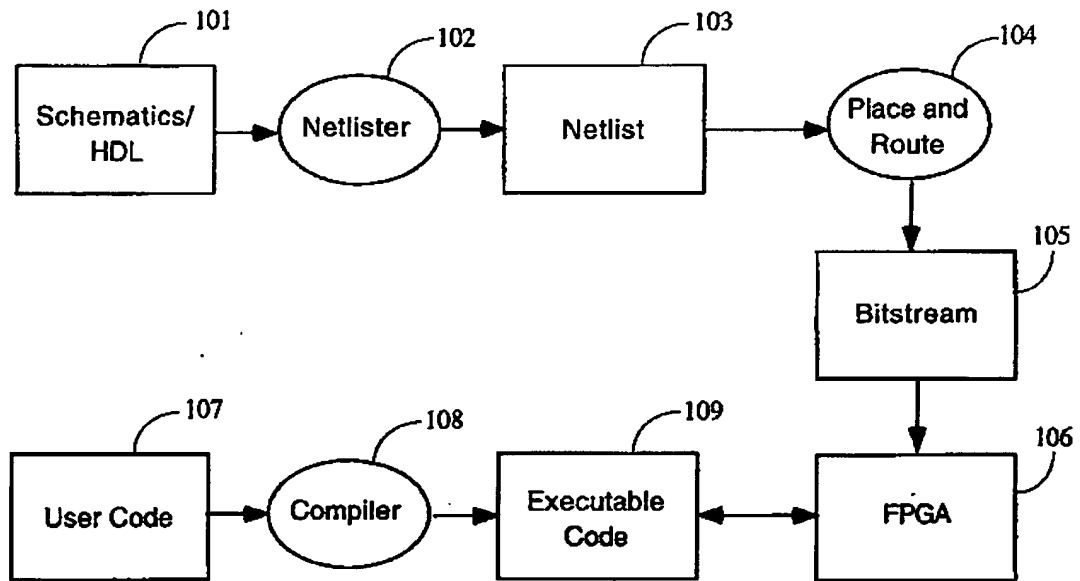 101
102
103
104
Schematics/
HDL
Netlister
Netlist
Place and
Route
105
Bitstream
107
108
109
106
User Code
Compiler
Executable
Code
FPGA